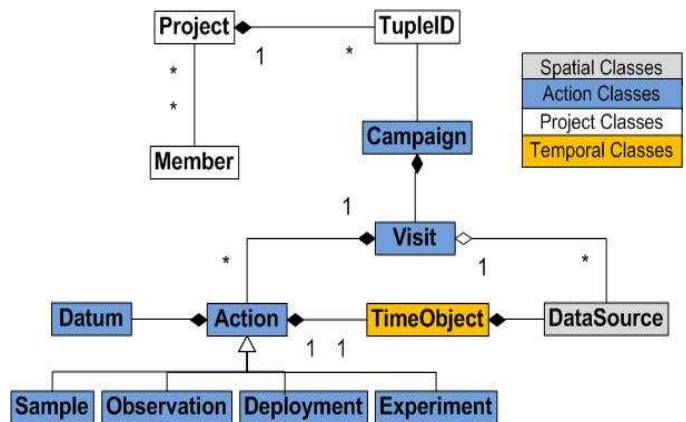 Project
1
*
TupleID
*
*
Member
Spatial Classes
Action Classes
Project Classes
Temporal Classes
Campaign
1
Visit
1
*
*
Datum
Action
1
1
TimeObject
DataSource
Sample
Observation
Deployment
Experiment